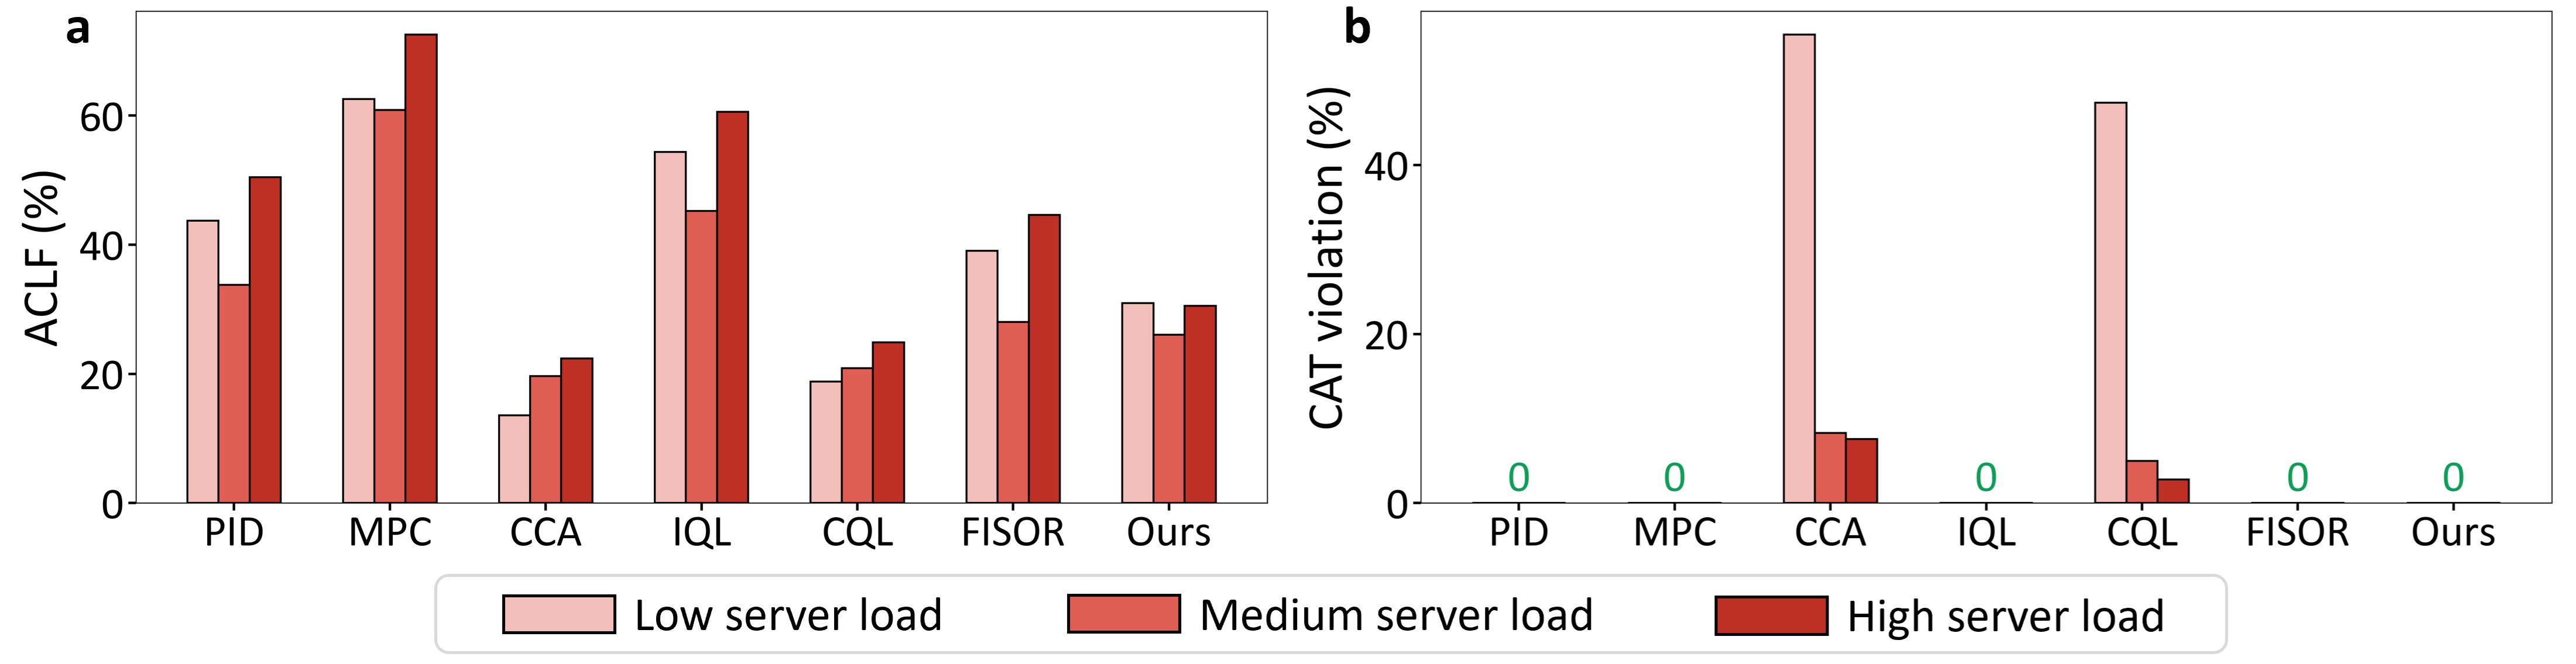 a
ACLF (%)
60
40
20
0
PID MPC CCA IQL CQL FISOR Ours
b
CAT violation (%)
40
20
0
0 0 0 0 0
PID MPC CCA IQL CQL FISOR Ours
Low server load Medium server load High server load